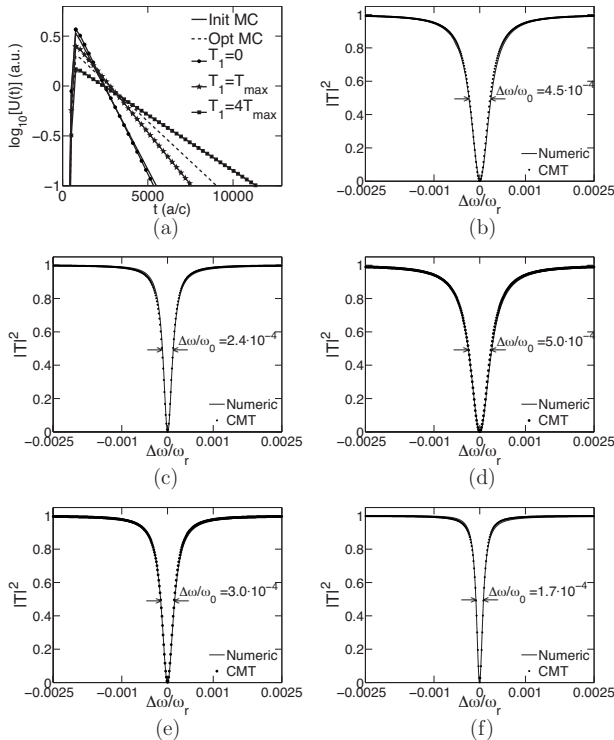 log₁₀[U(t)] (a.u.)
0.5
0
−0.5
−1
0
5000
10000
t (a/c)
Init MC
Opt MC
T₁=0
T₁=Tmax
T₁=4Tmax
(a)
|T|²
1
0.8
0.6
0.4
0.2
0
−0.0025
−0.001
0
0.001
0.0025
Δω/ωr
Δω/ω₀ =4.5·10⁻⁴
Numeric
CMT
(b)
|T|²
1
0.8
0.6
0.4
0.2
0
−0.0025
−0.001
0
0.001
0.0025
Δω/ωr
Δω/ω₀ =2.4·10⁻⁴
Numeric
CMT
(c)
|T|²
1
0.8
0.6
0.4
0.2
0
−0.0025
−0.001
0
0.001
0.0025
Δω/ωr
Δω/ω₀ =5.0·10⁻⁴
Numeric
CMT
(d)
|T|²
1
0.8
0.6
0.4
0.2
0
−0.0025
−0.001
0
0.001
0.0025
Δω/ωr
Δω/ω₀ =3.0·10⁻⁴
Numeric
CMT
(e)
|T|²
1
0.8
0.6
0.4
0.2
0
−0.0025
−0.001
0
0.001
0.0025
Δω/ωr
Δω/ω₀ =1.7·10⁻⁴
Numeric
CMT
(f)